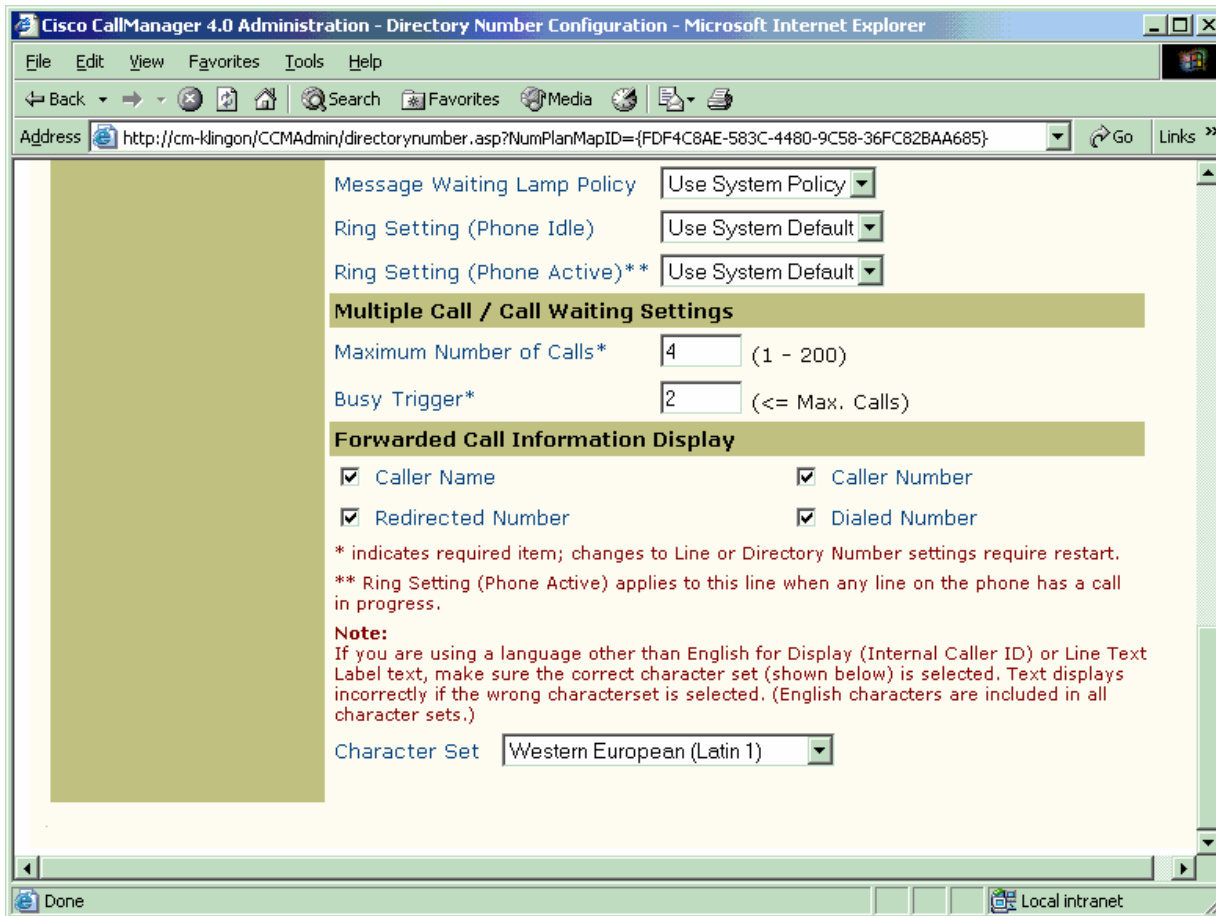 Cisco CallManager 4.0 Administration - Directory Number Configuration - Microsoft Internet Explorer
File Edit View Favorites Tools Help
Back Search Favorites Media
Address http://cm-klingon/CCMAdmin/directorynumber.asp?NumPlanMapID={FDF4C8AE-583C-4480-9C58-36FC82BAA685} Go Links »
Message Waiting Lamp Policy Use System Policy
Ring Setting (Phone Idle) Use System Default
Ring Setting (Phone Active)** Use System Default
Multiple Call / Call Waiting Settings
Maximum Number of Calls* 4 (1 - 200)
Busy Trigger* 2 (<= Max. Calls)
Forwarded Call Information Display
Caller Name Caller Number
Redirected Number Dialed Number
* indicates required item; changes to Line or Directory Number settings require restart.
** Ring Setting (Phone Active) applies to this line when any line on the phone has a call
in progress.
Note:
If you are using a language other than English for Display (Internal Caller ID) or Line Text
Label text, make sure the correct character set (shown below) is selected. Text displays
incorrectly if the wrong characterset is selected. (English characters are included in all
character sets.)
Character Set Western European (Latin 1)
Done Local intranet